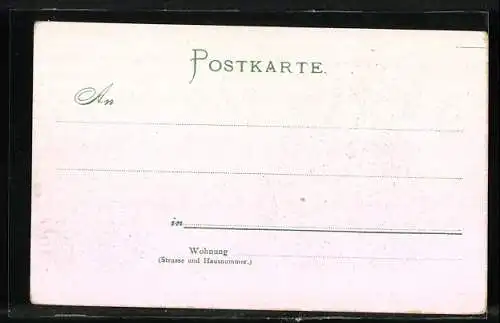 POSTKARTE.
An
in
Wohnung
(Strasse und Hausnummer.)